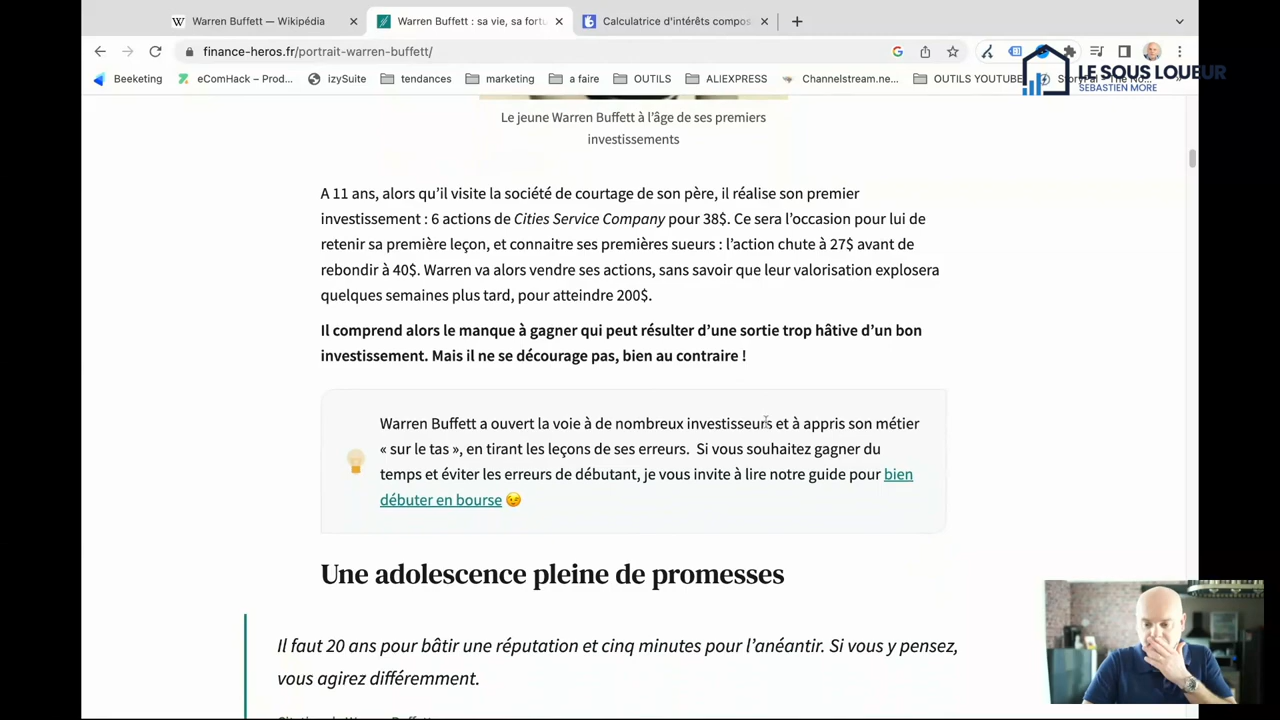 Warren Buffett — Wikipédia
Warren Buffett : sa vie, sa fortu
Calculatrice d'intérêts compos
finance-heros.fr/portrait-warren-buffett/
Beeketing
eComHack – Prod...
izySuite
tendances
marketing
a faire
OUTILS
ALIEXPRESS
Channelstream.ne...
OUTILS YOUTUBE
LE SOUS LOUEUR
SEBASTIEN MORE
Le jeune Warren Buffett à l'âge de ses premiers
investissements
A 11 ans, alors qu'il visite la société de courtage de son père, il réalise son premier
investissement : 6 actions de Cities Service Company pour 38$. Ce sera l'occasion pour lui de
retenir sa première leçon, et connaitre ses premières sueurs : l'action chute à 27$ avant de
rebondir à 40$. Warren va alors vendre ses actions, sans savoir que leur valorisation explosera
quelques semaines plus tard, pour atteindre 200$.
Il comprend alors le manque à gagner qui peut résulter d'une sortie trop hâtive d'un bon
investissement. Mais il ne se décourage pas, bien au contraire !
Warren Buffett a ouvert la voie à de nombreux investisseurs et à appris son métier
« sur le tas », en tirant les leçons de ses erreurs. Si vous souhaitez gagner du
temps et éviter les erreurs de débutant, je vous invite à lire notre guide pour bien
débuter en bourse 😉
Une adolescence pleine de promesses
Il faut 20 ans pour bâtir une réputation et cinq minutes pour l'anéantir. Si vous y pensez,
vous agirez différemment.